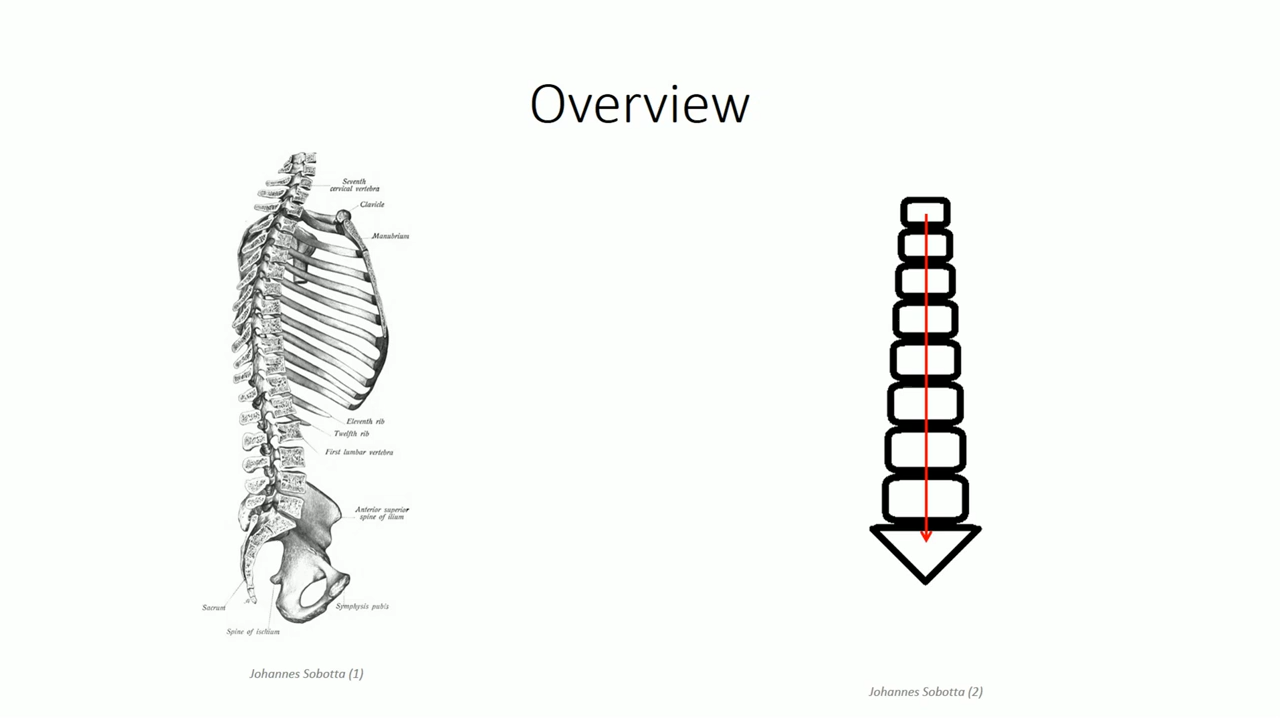 Overview
Seventh
cervical vertebra
Clavicle
Manubrium
Eleventh rib
Twelfth rib
First lumbar vertebra
Anterior superior
spine of ilium
Sacrum
Symphysis pubis
Spine of ischium
Johannes Sobotta (1)
Johannes Sobotta (2)